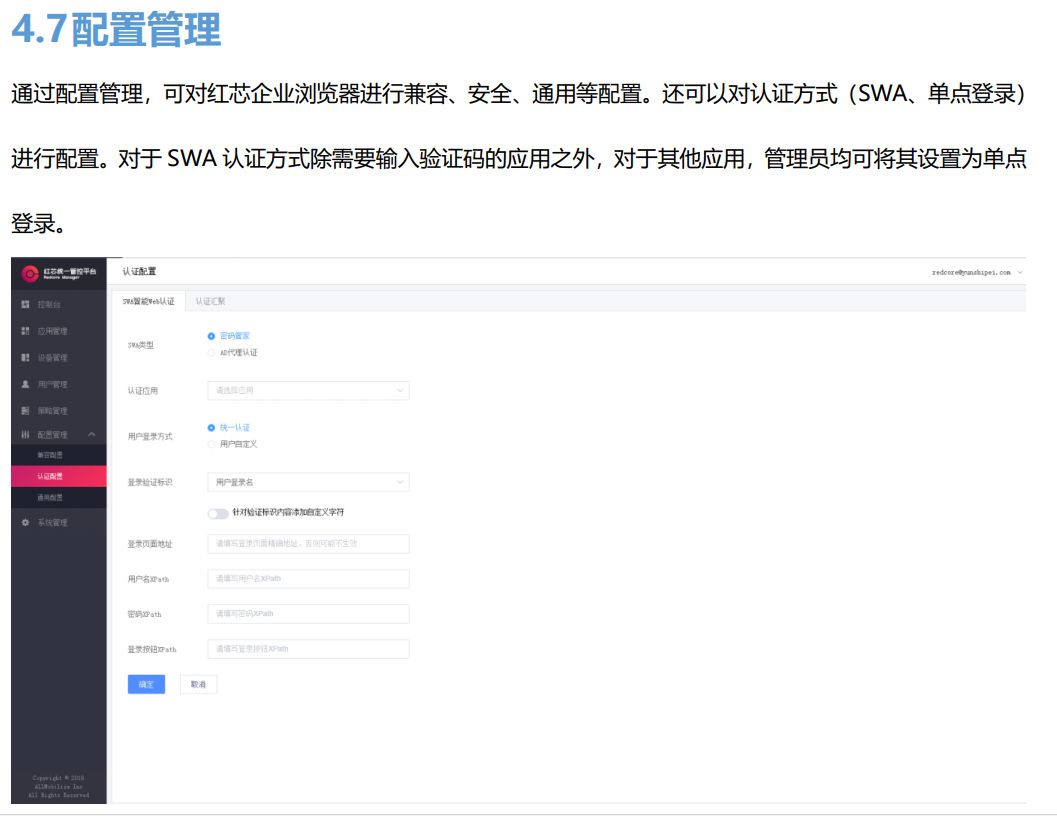 4.7配置管理
通过配置管理，可对红芯企业浏览器进行兼容、安全、通用等配置。还可以对认证方式（SWA、单点登录）
进行配置。对于 SWA 认证方式除需要输入验证码的应用之外，对于其他应用，管理员均可将其设置为单点
登录。
红芯统一管控平台
Redcore Manager
认证配置
redcore@yunshipei.com
控制台
SWA智能Web认证
认证汇聚
应用管理
设备管理
用户管理
策略管理
配置管理
兼容配置
认证配置
通用配置
系统管理
SWA类型
密码管家
AD代理认证
认证应用
请选择应用
用户登录方式
统一认证
用户自定义
登录验证标识
用户登录名
针对验证标识内容添加自定义字符
登录页面地址
请填写登录页面精确地址，否则可能不生效
用户名XPath
请填写用户名XPath
密码XPath
请填写密码XPath
登录按钮XPath
请填写登录按钮XPath
确定
取消
Copyright © 2018
AllMobilize Inc
All Rights Reserved